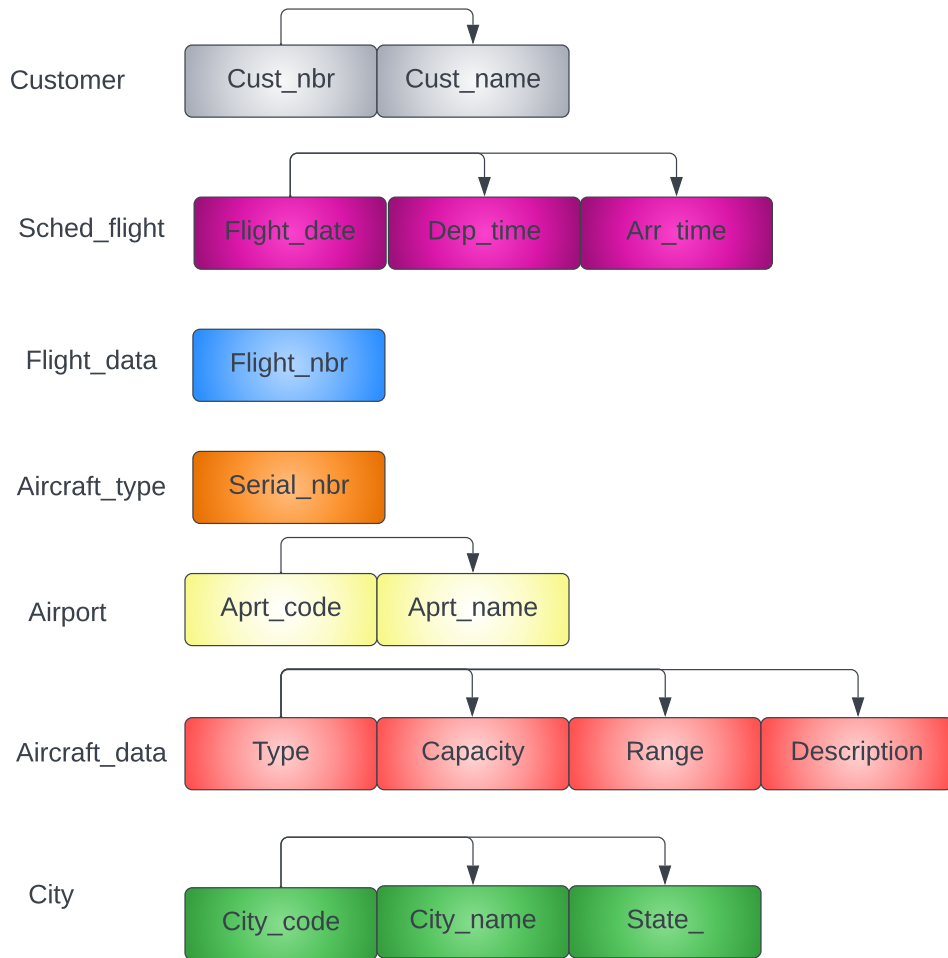 Customer Cust_nbr Cust_name
Sched_flight Flight_date Dep_time Arr_time
Flight_data Flight_nbr
Aircraft_type Serial_nbr
Airport Aprt_code Aprt_name
Aircraft_data Type Capacity Range Description
City City_code City_name State_